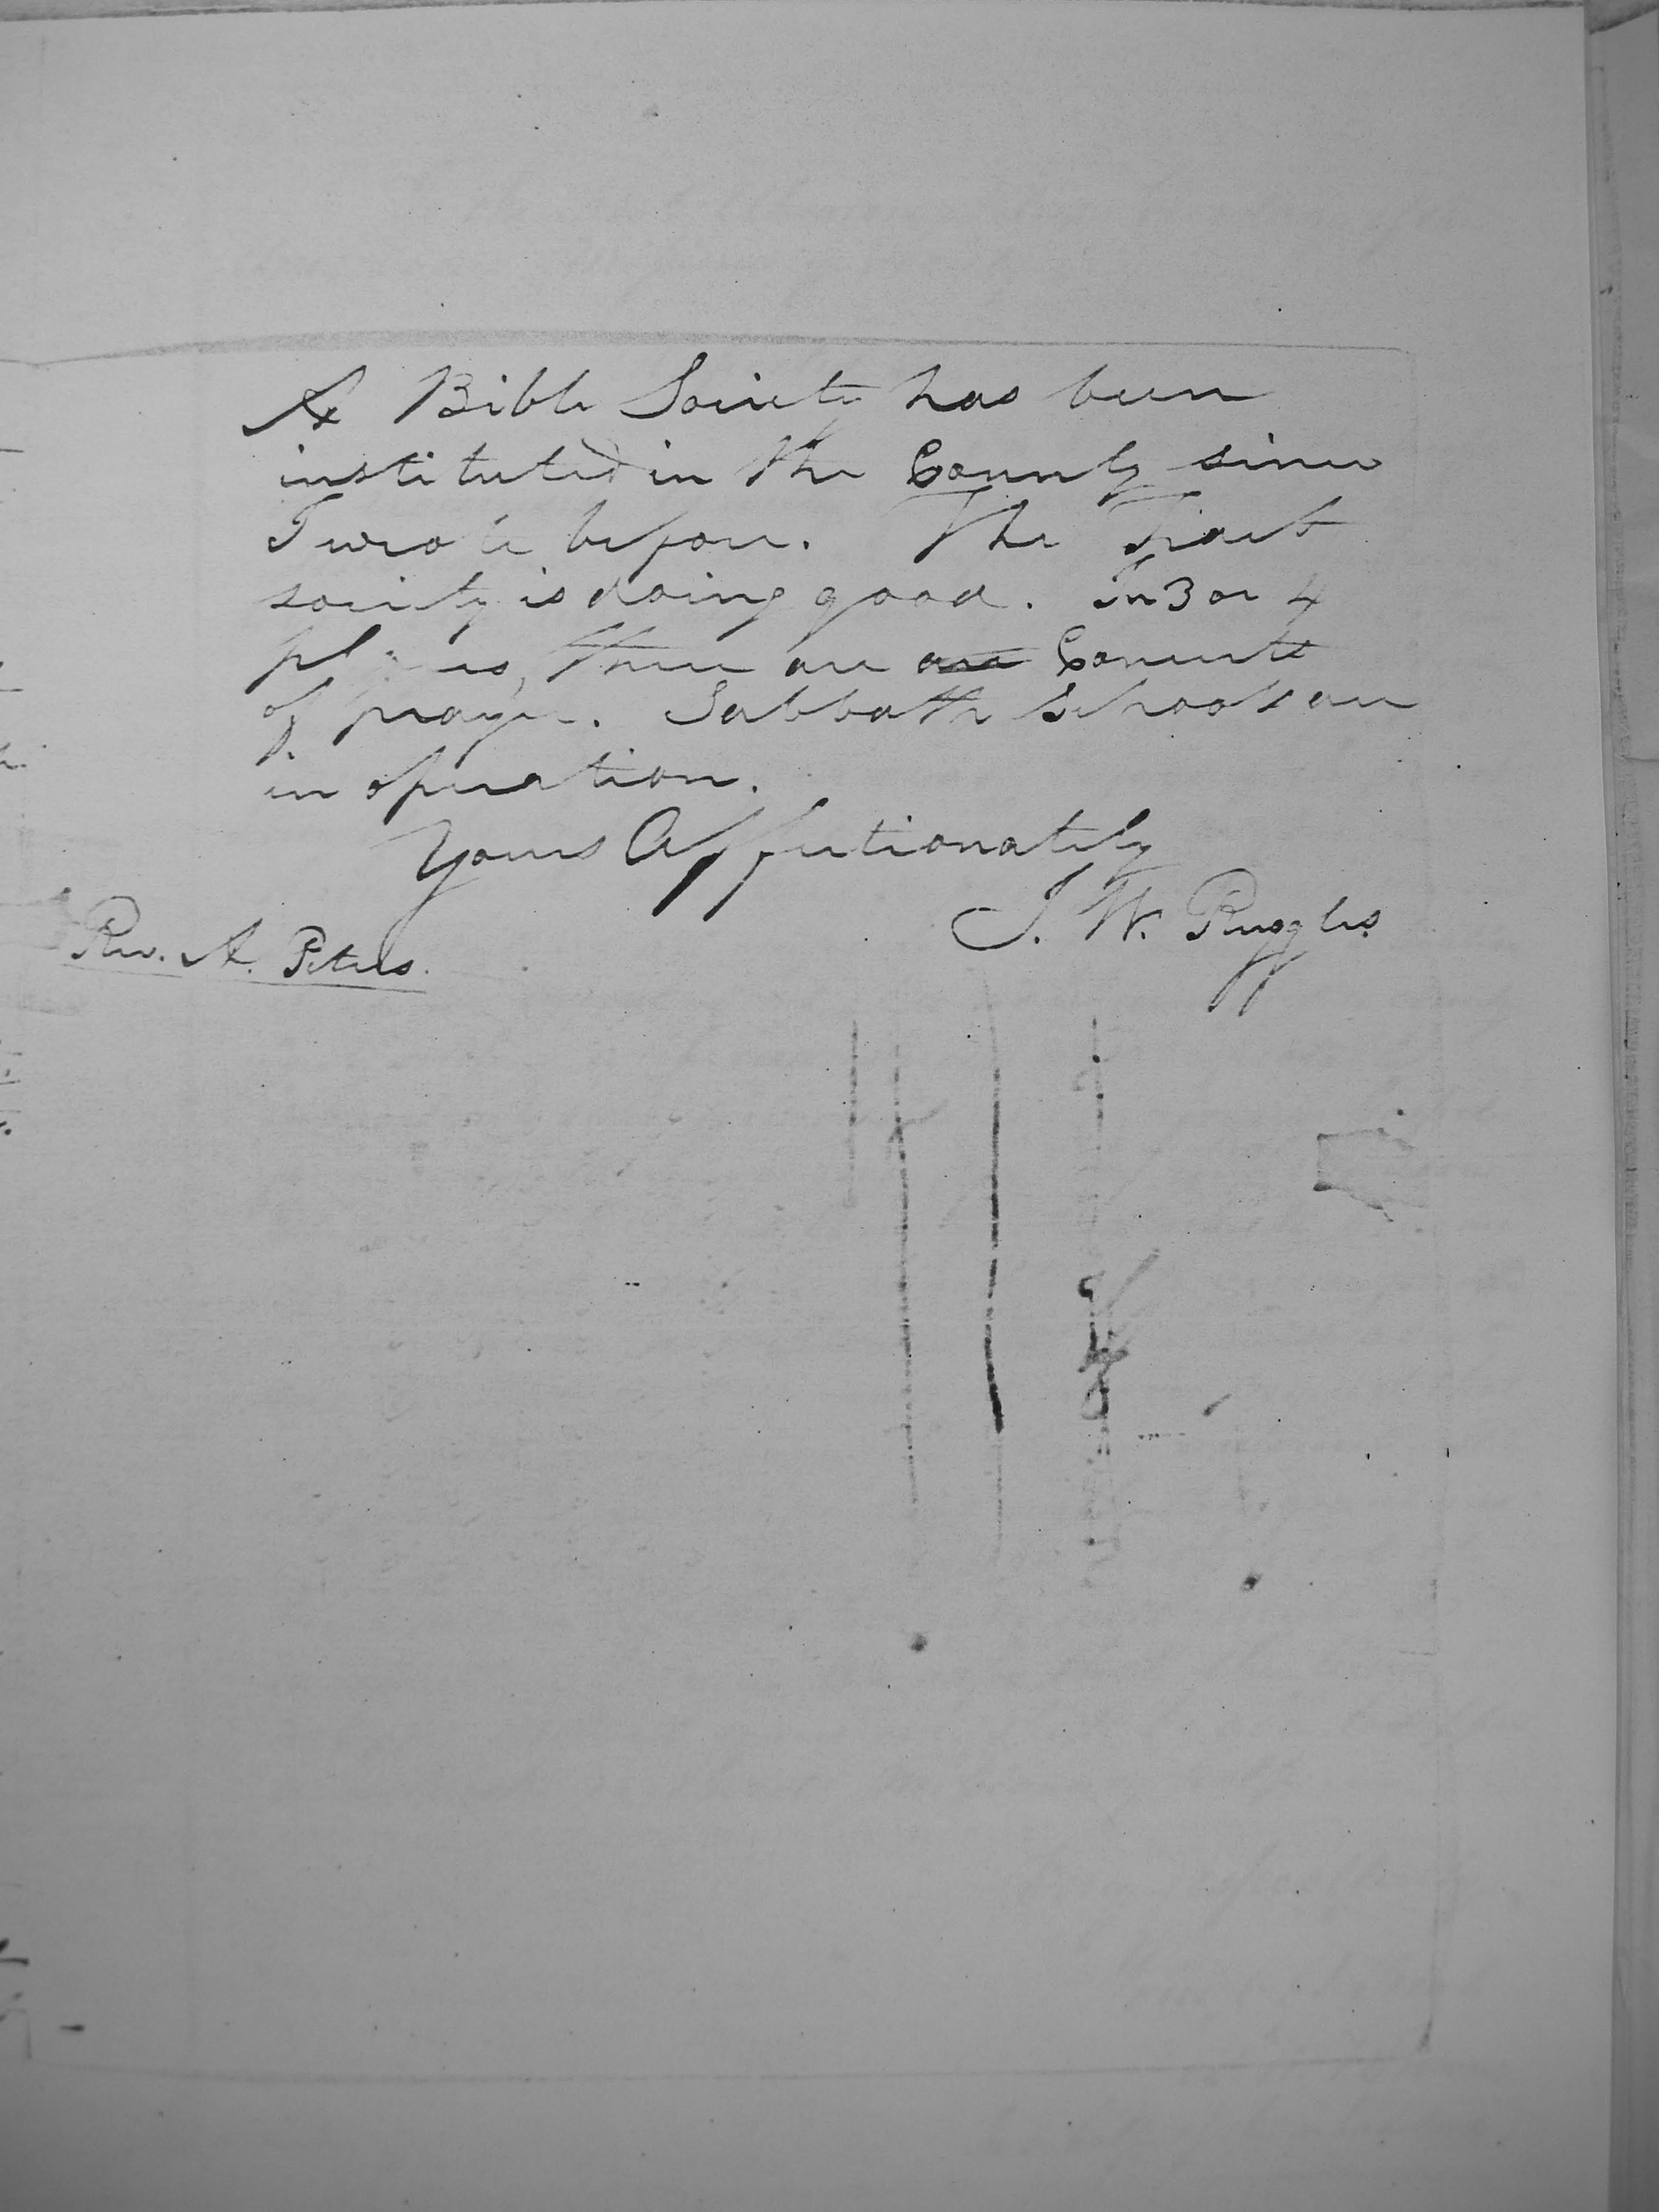 A Bible Society has been
instituted in the County since
I wrote before. The Tract
society is doing good. In 3 or 4
places, there are are Concerts
of prayer. Sabbath Schools are
in operation.
Yours Affectionately
J. W. Ruggles
Rev. A. Peters.